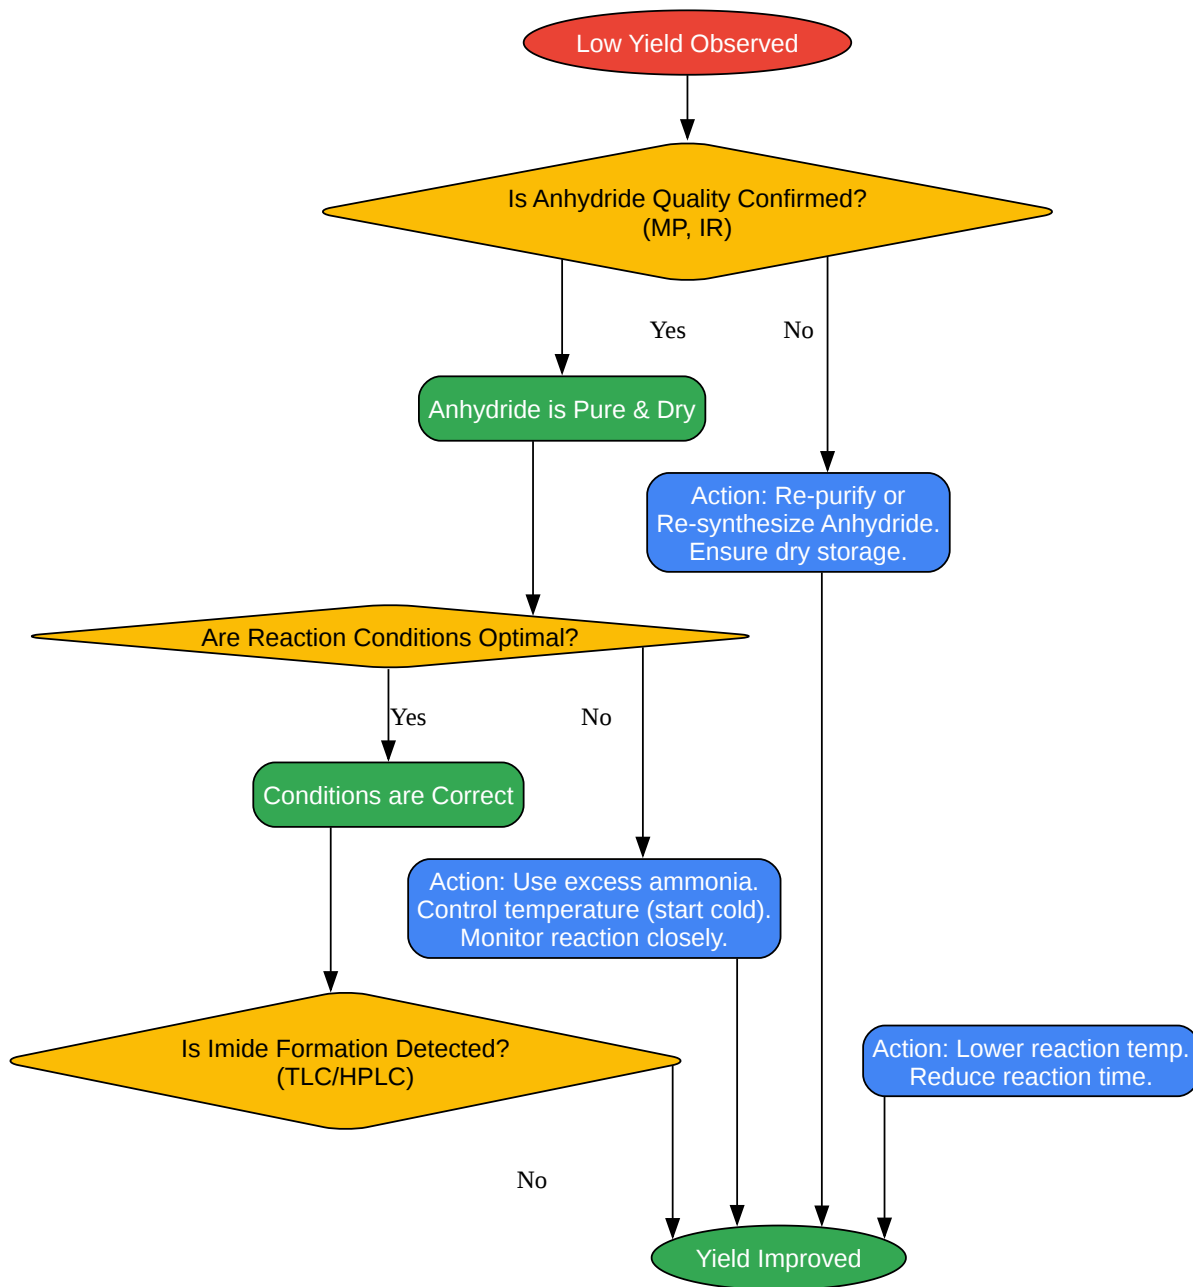 Low Yield Observed
Is Anhydride Quality Confirmed?
(MP, IR)
Yes
No
Anhydride is Pure & Dry
Action: Re-purify or
Re-synthesize Anhydride.
Ensure dry storage.
Are Reaction Conditions Optimal?
Yes
No
Conditions are Correct
Action: Use excess ammonia.
Control temperature (start cold).
Monitor reaction closely.
Is Imide Formation Detected?
(TLC/HPLC)
Action: Lower reaction temp.
Reduce reaction time.
No
Yield Improved